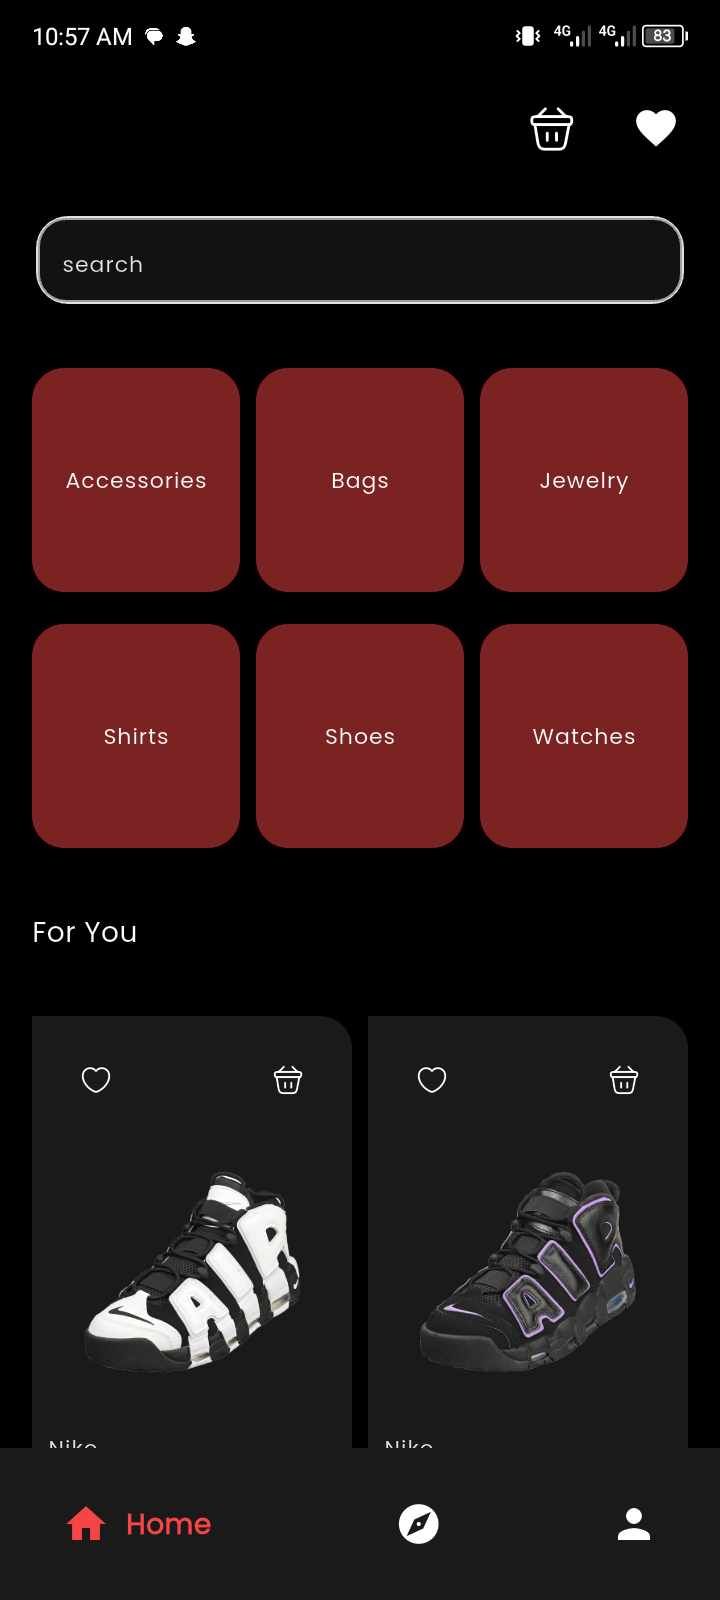 10:57 AM 4G 4G 83
search
Accessories Bags Jewelry
Shirts Shoes Watches
For You
AIR AIR
Nike Nike
Home